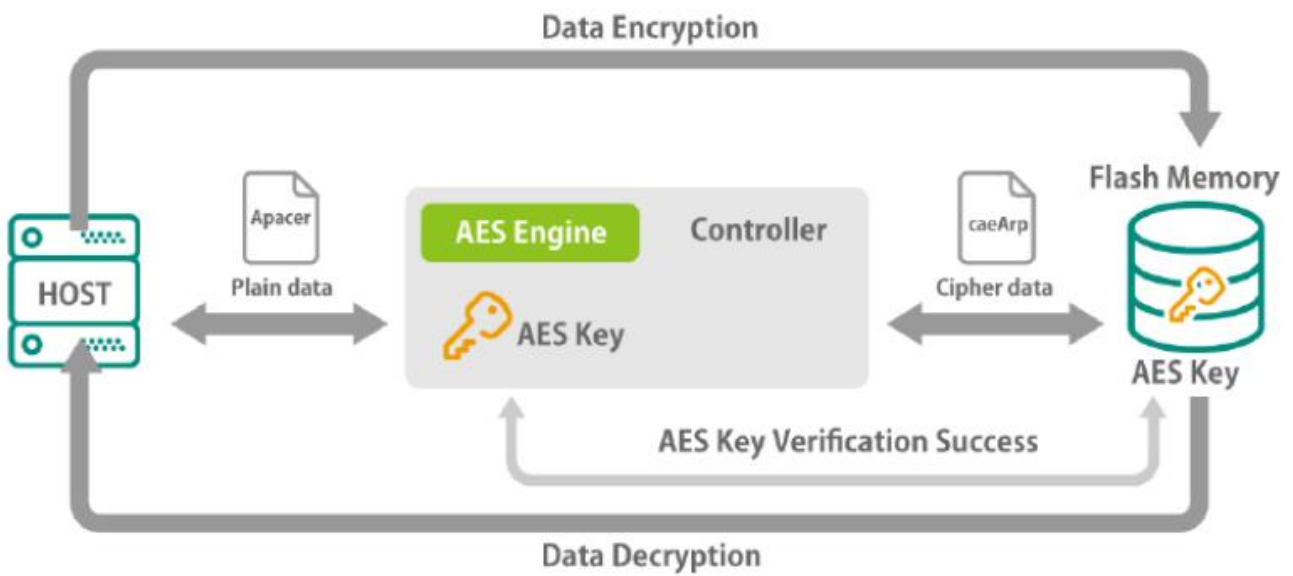 Data Encryption
Flash Memory
Apacer
AES Engine
Controller
caeArp
HOST
Plain data
Cipher data
AES Key
AES Key
AES Key Verification Success
Data Decryption